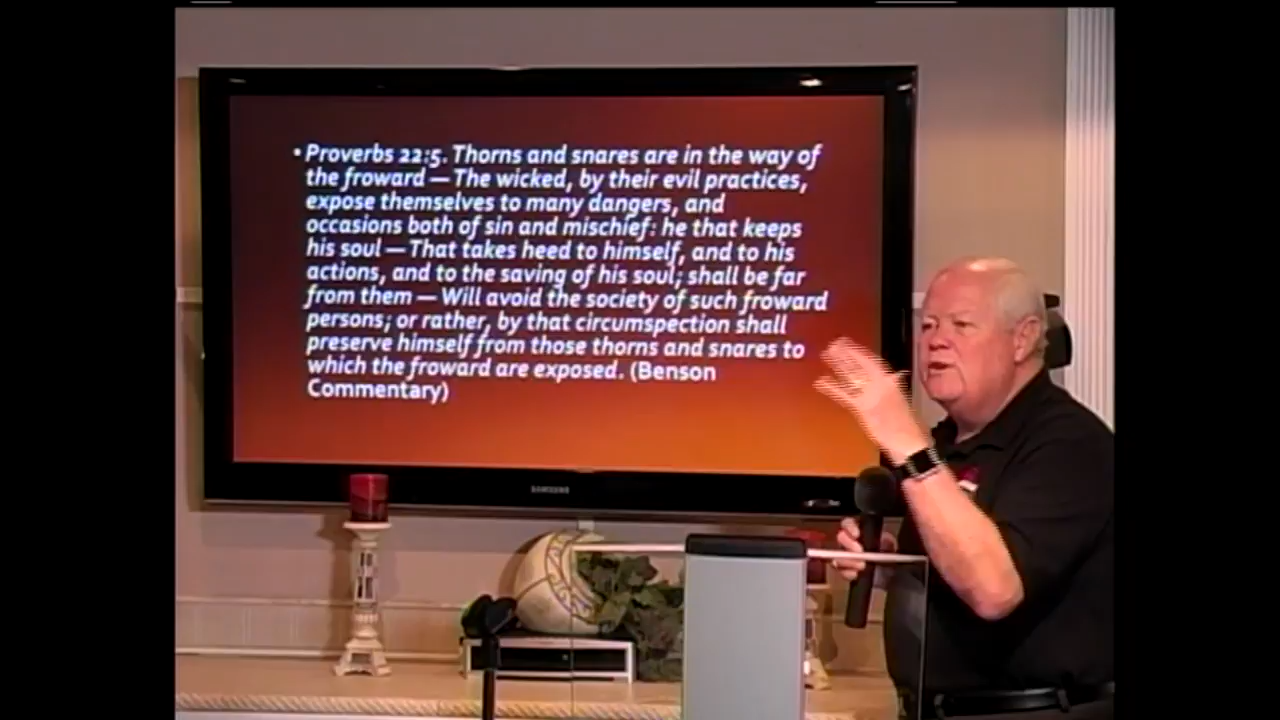 • Proverbs 22:5. Thorns and snares are in the way of
the froward — The wicked, by their evil practices,
expose themselves to many dangers, and
occasions both of sin and mischief: he that keeps
his soul — That takes heed to himself, and to his
actions, and to the saving of his soul; shall be far
from them — Will avoid the society of such froward
persons; or rather, by that circumspection shall
preserve himself from those thorns and snares to
which the froward are exposed. (Benson
Commentary)
SAMSUNG